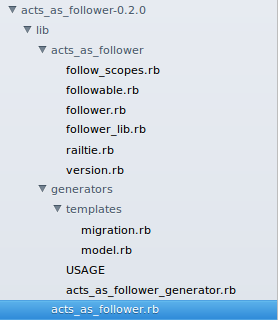 acts_as_follower-0.2.0
lib
acts_as_follower
follow_scopes.rb
followable.rb
follower.rb
follower_lib.rb
railtie.rb
version.rb
generators
templates
migration.rb
model.rb
USAGE
acts_as_follower_generator.rb
acts_as_follower.rb